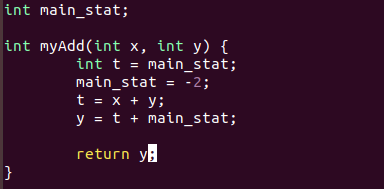 int main_stat;

int myAdd(int x, int y) {
        int t = main_stat;
        main_stat = -2;
        t = x + y;
        y = t + main_stat;

        return y;
}